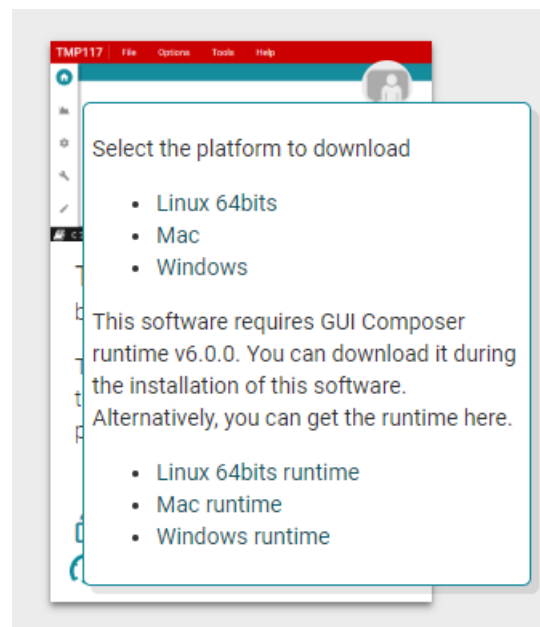 TMP117 File Options Tools Help
Select the platform to download
• Linux 64bits
• Mac
• Windows
This software requires GUI Composer
runtime v6.0.0. You can download it during
the installation of this software.
Alternatively, you can get the runtime here.
• Linux 64bits runtime
• Mac runtime
• Windows runtime